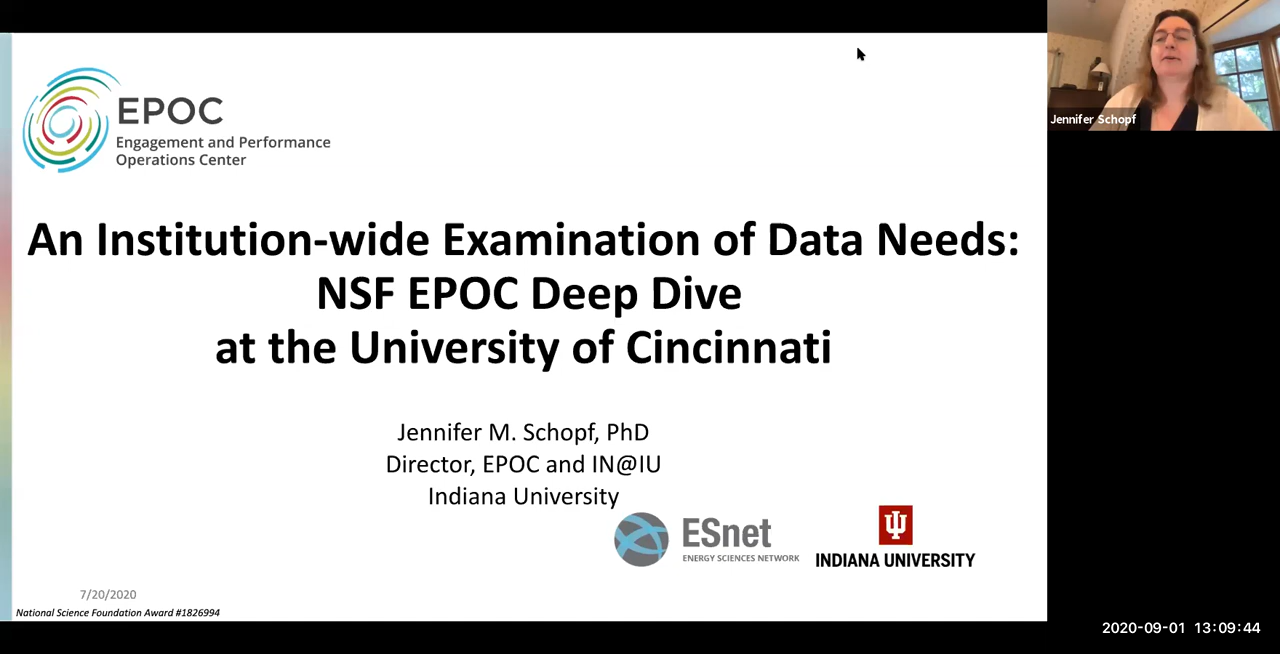 EPOC
Engagement and Performance
Operations Center
An Institution-wide Examination of Data Needs:
NSF EPOC Deep Dive
at the University of Cincinnati
Jennifer M. Schopf, PhD
Director, EPOC and IN@IU
Indiana University
ESnet
ENERGY SCIENCES NETWORK
INDIANA UNIVERSITY
7/20/2020
National Science Foundation Award #1826994
Jennifer Schopf
2020-09-01 13:09:44